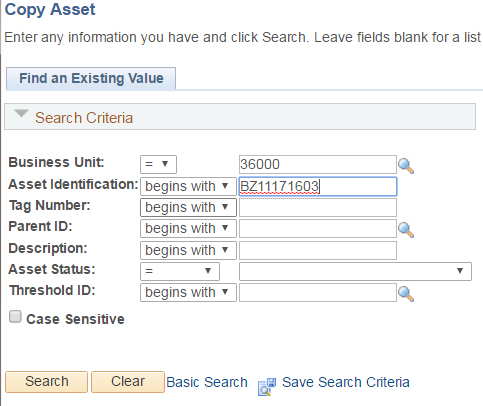 Copy Asset
Enter any information you have and click Search. Leave fields blank for a list
Find an Existing Value
Search Criteria
Business Unit: = 36000
Asset Identification: begins with BZ11171603
Tag Number: begins with
Parent ID: begins with
Description: begins with
Asset Status: =
Threshold ID: begins with
Case Sensitive
Search Clear Basic Search Save Search Criteria